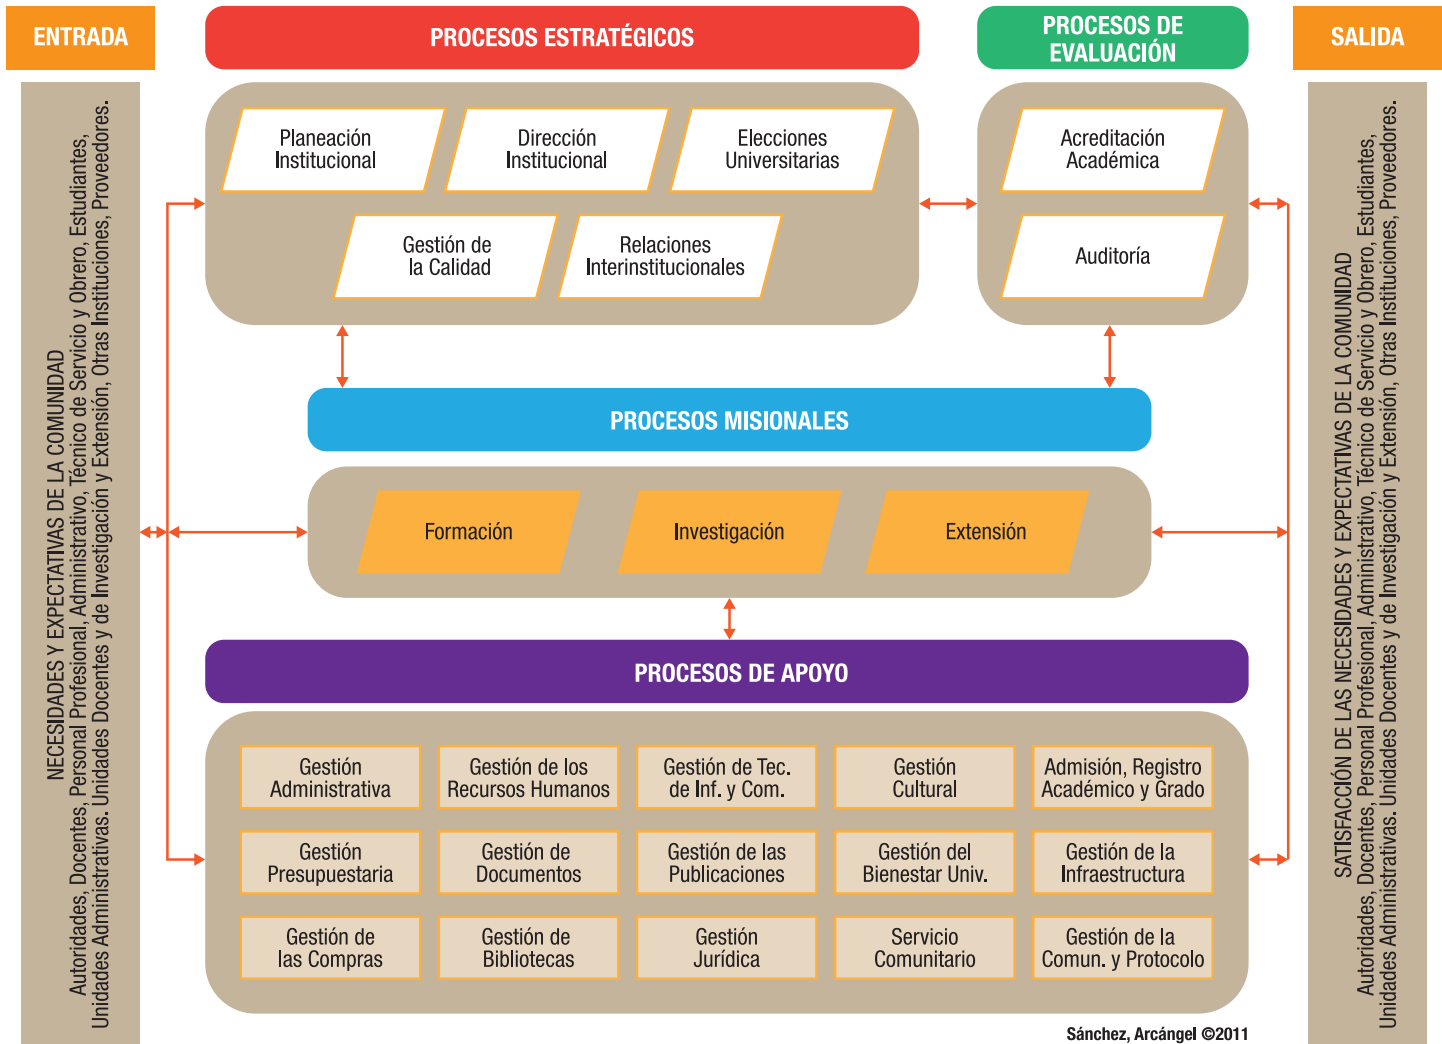 ENTRADA
NECESIDADES Y EXPECTATIVAS DE LA COMUNIDAD
Autoridades, Docentes, Personal Profesional, Administrativo, Técnico de Servicio y Obrero, Estudiantes,
Unidades Administrativas. Unidades Docentes y de Investigación y Extensión, Otras Instituciones, Proveedores.
PROCESOS ESTRATÉGICOS
Planeación
Institucional
Dirección
Institucional
Elecciones
Universitarias
Gestión de
la Calidad
Relaciones
Interinstitucionales
PROCESOS DE
EVALUACIÓN
Acreditación
Académica
Auditoría
PROCESOS MISIONALES
Formación
Investigación
Extensión
PROCESOS DE APOYO
Gestión
Administrativa
Gestión de los
Recursos Humanos
Gestión de Tec.
de Inf. y Com.
Gestión
Cultural
Admisión, Registro
Académico y Grado
Gestión
Presupuestaria
Gestión de
Documentos
Gestión de las
Publicaciones
Gestión del
Bienestar Univ.
Gestión de la
Infraestructura
Gestión de
las Compras
Gestión de
Bibliotecas
Gestión
Jurídica
Servicio
Comunitario
Gestión de la
Comun. y Protocolo
SALIDA
SATISFACCIÓN DE LAS NECESIDADES Y EXPECTATIVAS DE LA COMUNIDAD
Autoridades, Docentes, Personal Profesional, Administrativo, Técnico de Servicio y Obrero, Estudiantes,
Unidades Administrativas. Unidades Docentes y de Investigación y Extensión, Otras Instituciones, Proveedores.
Sánchez, Arcángel ©2011